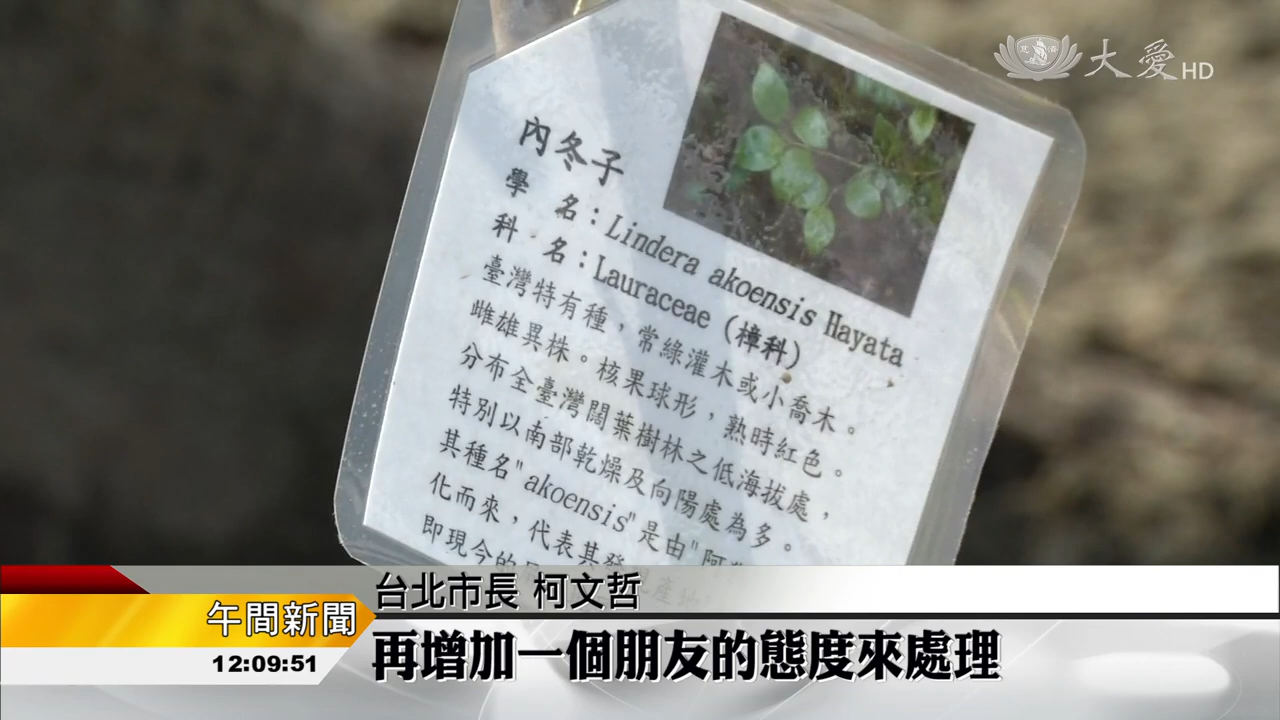 大愛HD
內冬子
學 名：Lindera akoensis Hayata
科 名：Lauraceae (樟科)
臺灣特有種，常綠灌木或小喬木。
雌雄異株。核果球形，熟時紅色。
分布全臺灣闊葉樹林之低海拔處，
特別以南部乾燥及向陽處為多。
其種名"akoensis"是由"阿
化而來，代表其發
即現今的
台北市長 柯文哲
午間新聞
12:09:51
再增加一個朋友的態度來處理